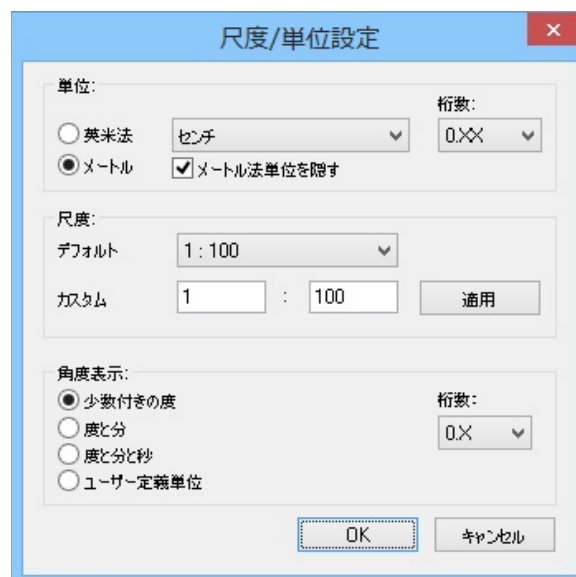 尺度/単位設定
単位:
桁数:
英米法
センチ
0.XX
メートル
メートル法単位を隠す
尺度:
デフォルト
1 : 100
カスタム
1
:
100
適用
角度表示:
少数付きの度
桁数:
度と分
0.X
度と分と秒
ユーザー定義単位
OK
キャンセル